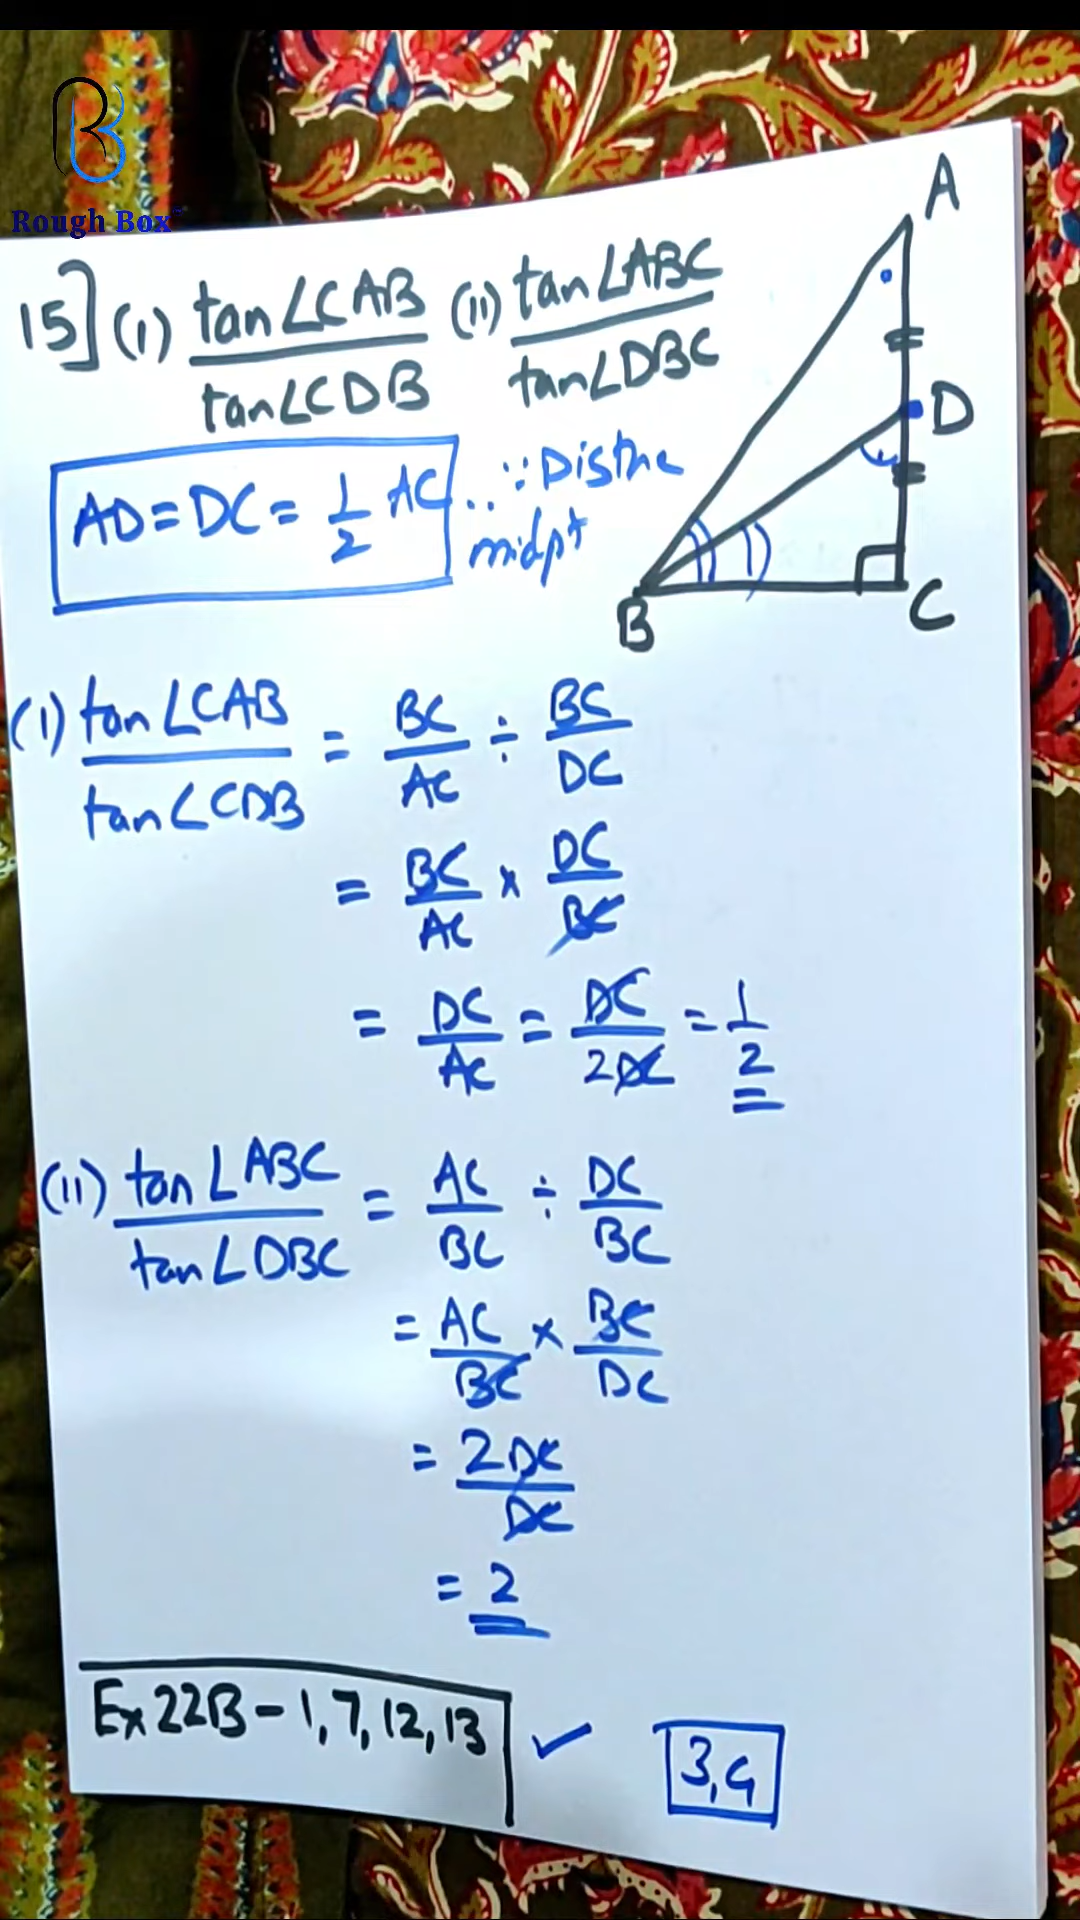 Rough Box™
15] (i) tan∠CAB / tan∠CDB (ii) tan∠ABC / tan∠DBC
A
D
B
C
AD = DC = 1/2 AC ..∵ D is the
midpt
(i) tan∠CAB / tan∠CDB = BC/AC ÷ BC/DC
= BC/AC × DC/BC
= DC/AC = DC/2DC = 1/2
(ii) tan∠ABC / tan∠DBC = AC/BC ÷ DC/BC
= AC/BC × BC/DC
= 2DC/DC
= 2
Ex 22B - 1, 7, 12, 13 ✓
3, 4